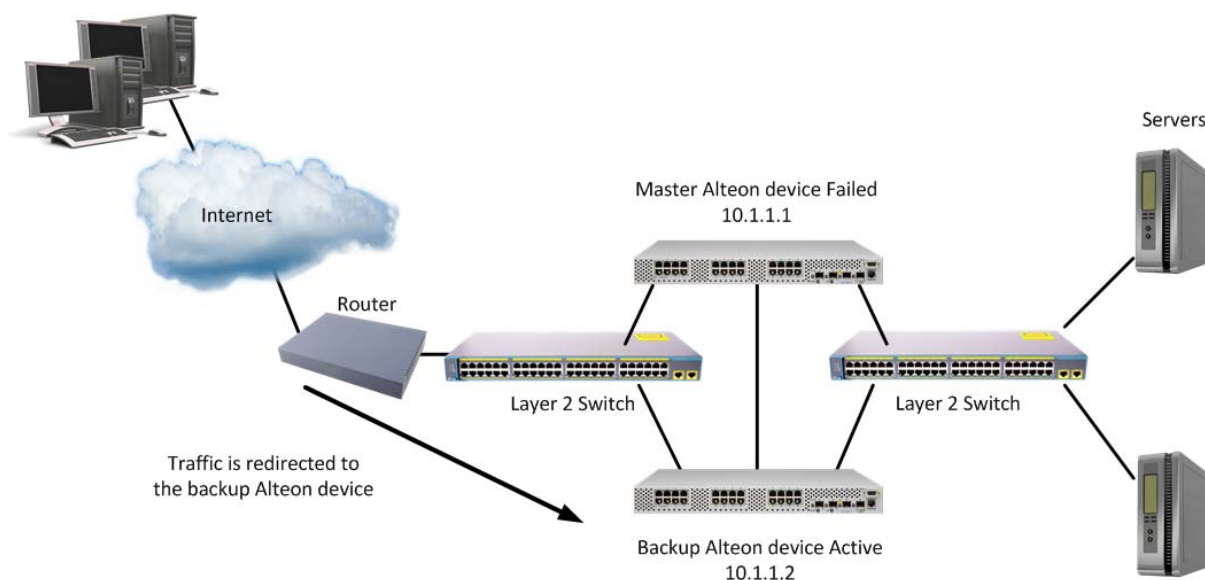 Servers
Master Alteon device Failed
10.1.1.1
Internet
Router
Layer 2 Switch
Layer 2 Switch
Traffic is redirected to
the backup Alteon device
Backup Alteon device Active
10.1.1.2